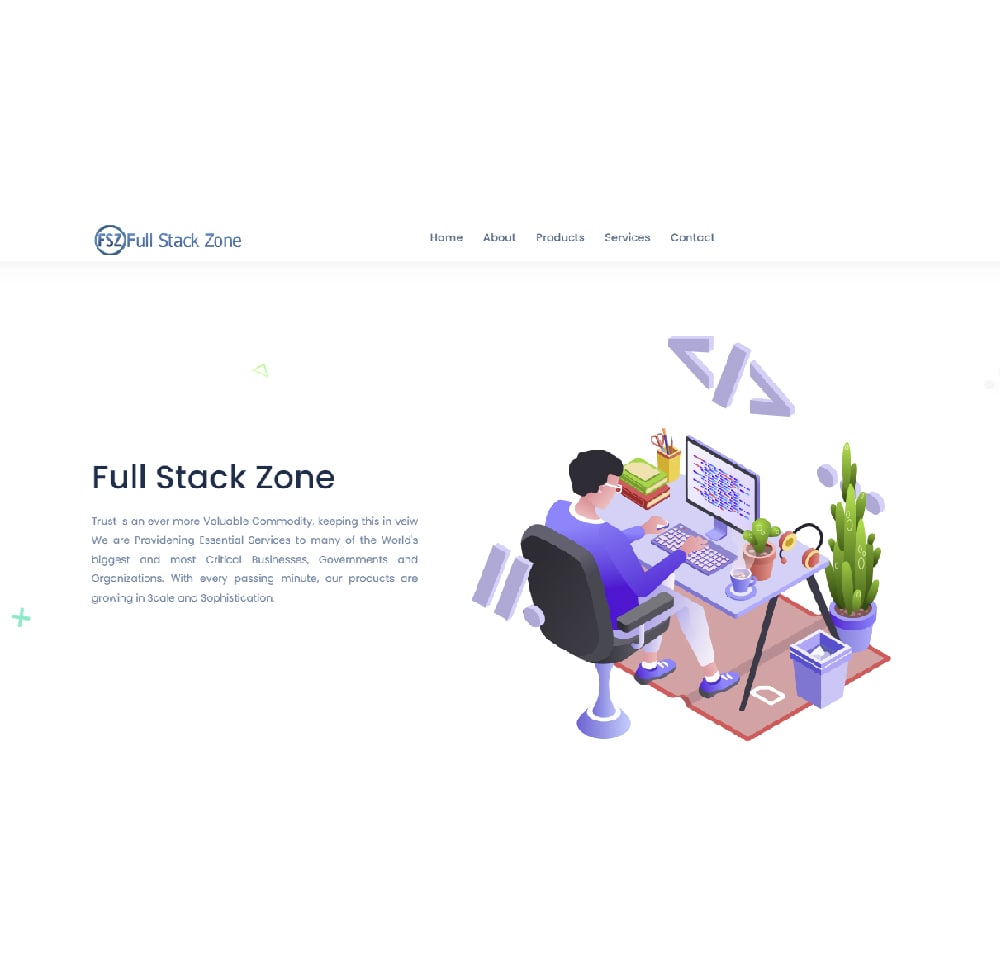 FSZ Full Stack Zone
Home About Products Services Contact
Full Stack Zone
Trust is an ever more Valuable Commodity, keeping this in veiw
We are Providening Essential Services to many of the World's
biggest and most Critical Businesses, Governments and
Organizations. With every passing minute, our products are
growing in Scale and Sophistication.